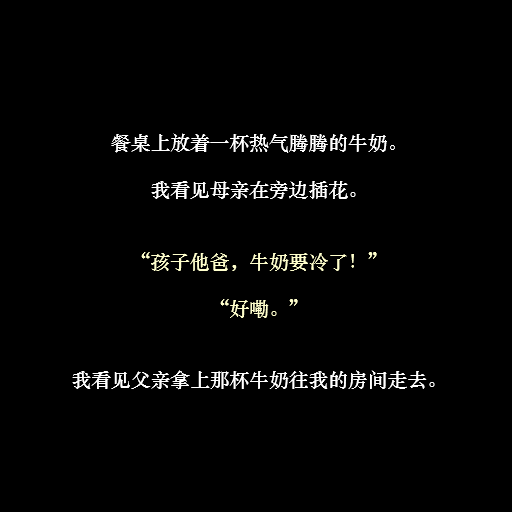 餐桌上放着一杯热气腾腾的牛奶。
我看见母亲在旁边插花。
“孩子他爸，牛奶要冷了！”
“好嘞。”
我看见父亲拿上那杯牛奶往我的房间走去。